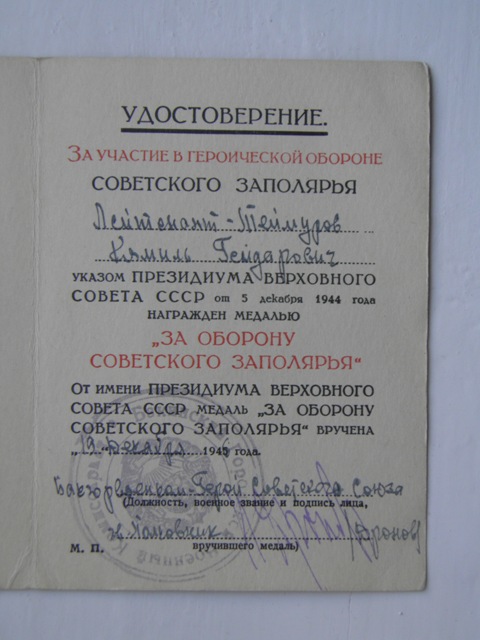 УДОСТОВЕРЕНИЕ.
ЗА УЧАСТИЕ В ГЕРОИЧЕСКОЙ ОБОРОНЕ
СОВЕТСКОГО ЗАПОЛЯРЬЯ
Лейтенант-Теймуров
Кямиль Гейдарович
УКАЗОМ ПРЕЗИДИУМА ВЕРХОВНОГО
СОВЕТА СССР от 5 декабря 1944 года
НАГРАЖДЕН МЕДАЛЬЮ
„ЗА ОБОРОНУ
СОВЕТСКОГО ЗАПОЛЯРЬЯ“
ОТ ИМЕНИ ПРЕЗИДИУМА ВЕРХОВНОГО
СОВЕТА СССР МЕДАЛЬ „ЗА ОБОРОНУ
СОВЕТСКОГО ЗАПОЛЯРЬЯ“ ВРУЧЕНА
„19“ декабря 1946 года.
Бакгорвоенком-Герой Советского Союза
(Должность, военное звание и подпись лица,
вручившего медаль)
М. П.